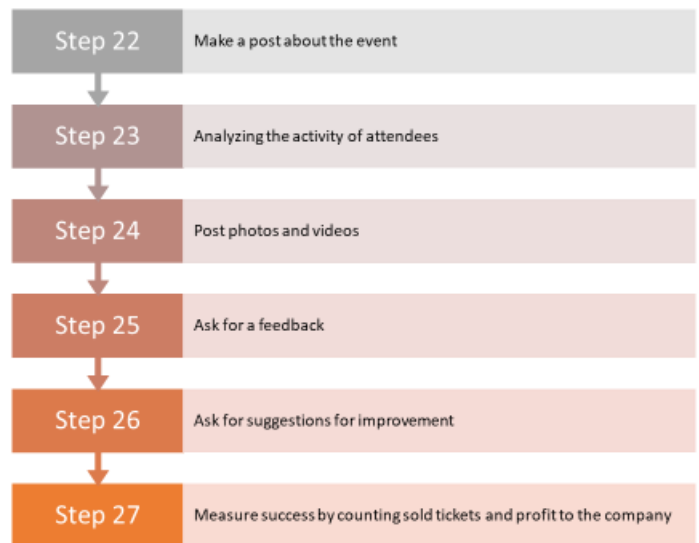 Step 22
Make a post about the event
Step 23
Analyzing the activity of attendees
Step 24
Post photos and videos
Step 25
Ask for a feedback
Step 26
Ask for suggestions for improvement
Step 27
Measure success by counting sold tickets and profit to the company